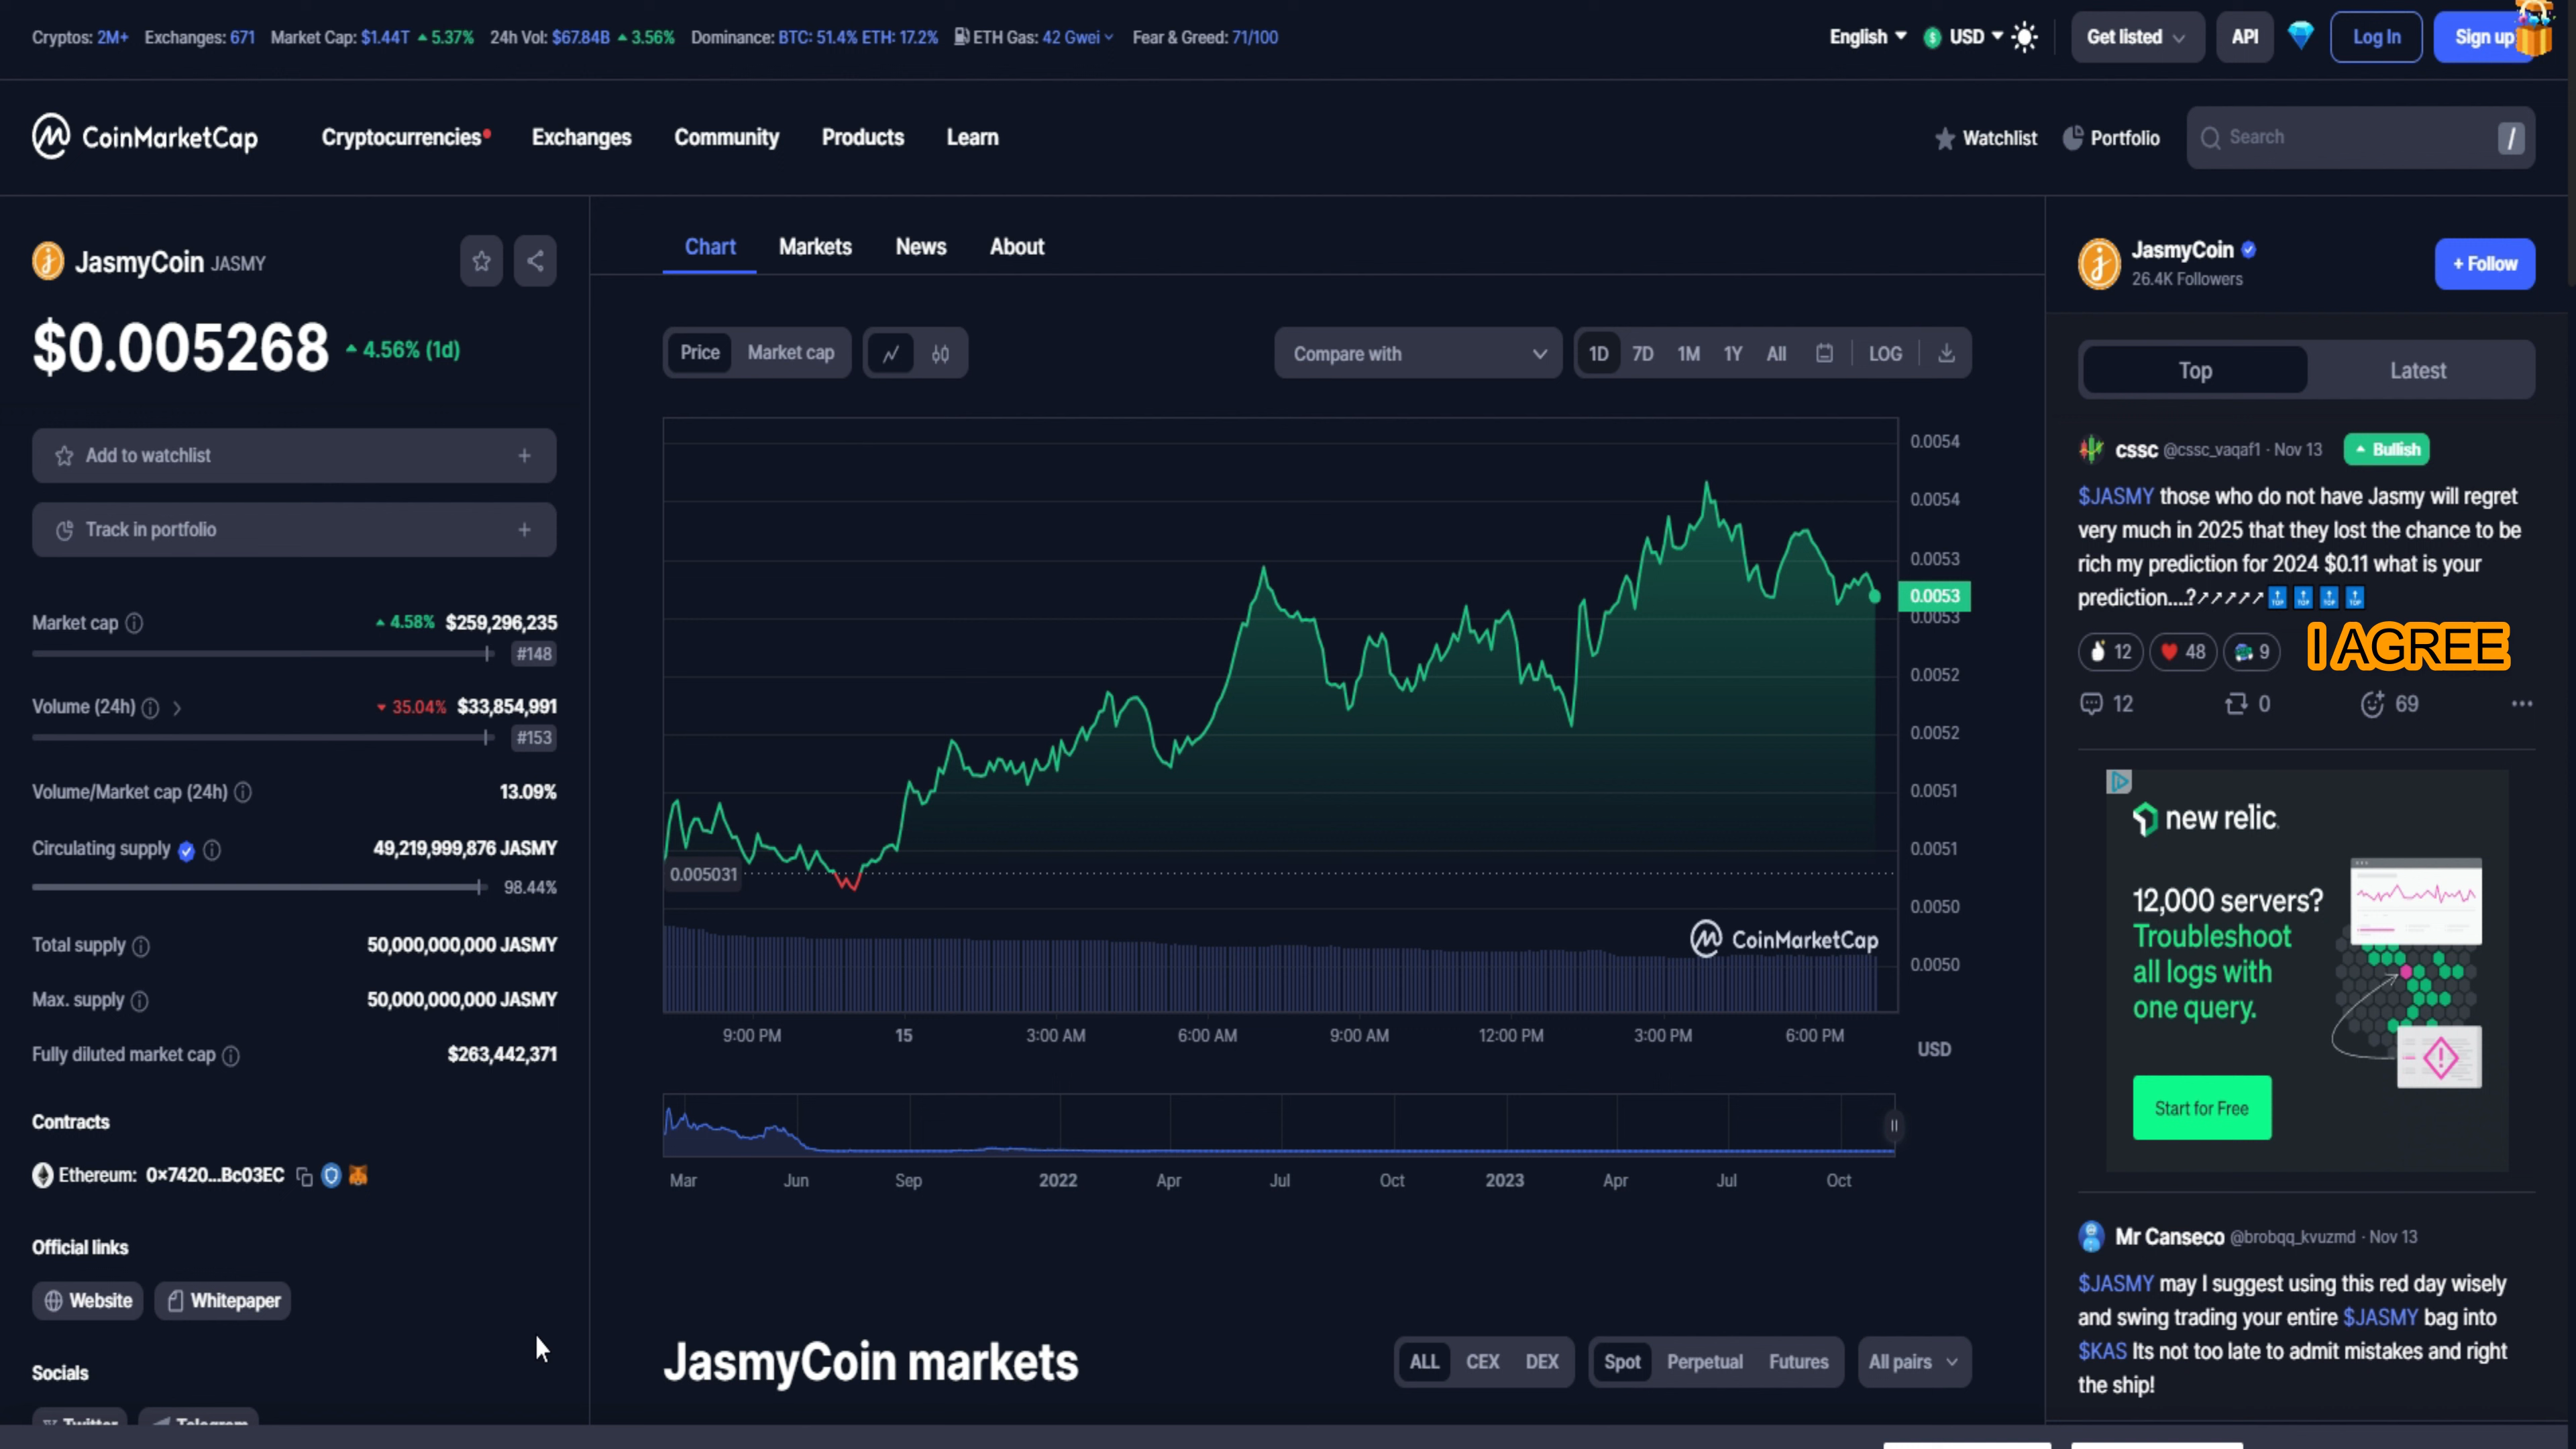 Cryptos: 2M+ Exchanges: 671 Market Cap: $1.44T 5.37% 24h Vol: $67.84B 3.56% Dominance: BTC: 51.4% ETH: 17.2% ETH Gas: 42 Gwei Fear & Greed: 71/100
English USD Get listed API Log In Sign up
CoinMarketCap Cryptocurrencies Exchanges Community Products Learn
Watchlist Portfolio Search /
JasmyCoin JASMY
$0.005268 4.56% (1d)
Add to watchlist +
Track in portfolio +
Market cap 4.58% $259,296,235
#148
Volume (24h) 35.04% $33,854,991
#153
Volume/Market cap (24h) 13.09%
Circulating supply 49,219,999,876 JASMY
98.44%
Total supply 50,000,000,000 JASMY
Max. supply 50,000,000,000 JASMY
Fully diluted market cap $263,442,371
Contracts
Ethereum: 0x7420...Bc03EC
Official links
Website Whitepaper
Socials
Twitter Telegram
Chart Markets News About
Price Market cap
Compare with
1D 7D 1M 1Y All LOG
0.0054
0.0054
0.0053
0.0053
0.0053
0.0052
0.0052
0.0051
0.0051
0.005031
0.0050
CoinMarketCap
0.0050
9:00 PM 15 3:00 AM 6:00 AM 9:00 AM 12:00 PM 3:00 PM 6:00 PM
USD
Mar Jun Sep 2022 Apr Jul Oct 2023 Apr Jul Oct
JasmyCoin markets
ALL CEX DEX Spot Perpetual Futures All pairs
JasmyCoin
26.4K Followers
+ Follow
Top Latest
cssc @cssc_vaqaf1 · Nov 13 Bullish
$JASMY those who do not have Jasmy will regret
very much in 2025 that they lost the chance to be
rich my prediction for 2024 $0.11 what is your
prediction....?↗↗↗↗↗🔝🔝🔝🔝
12 48 9
I AGREE
12 0 69
new relic.
12,000 servers?
Troubleshoot
all logs with
one query.
Start for Free
Mr Canseco @brobqq_kvuzmd · Nov 13
$JASMY may I suggest using this red day wisely
and swing trading your entire $JASMY bag into
$KAS Its not too late to admit mistakes and right
the ship!